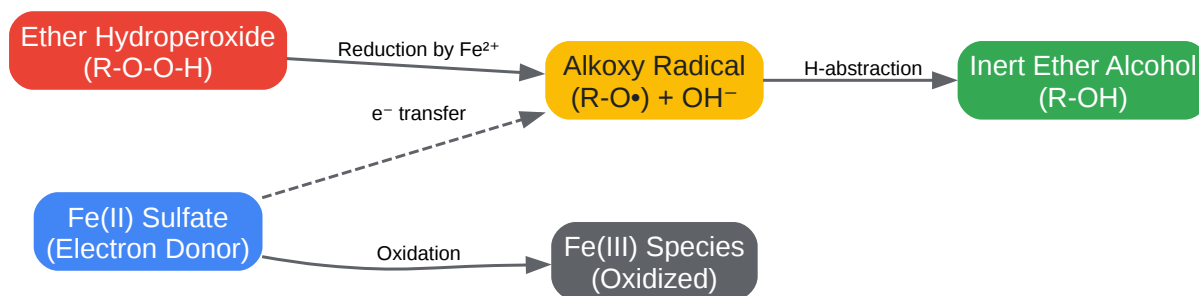 Ether Hydroperoxide
(R-O-O-H)
Reduction by Fe²⁺
Alkoxy Radical
(R-O•) + OH⁻
H-abstraction
Inert Ether Alcohol
(R-OH)
e⁻ transfer
Fe(II) Sulfate
(Electron Donor)
Oxidation
Fe(III) Species
(Oxidized)